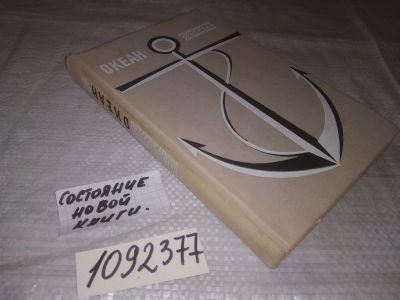 ОКЕАН
ОКЕАН
СОСТОЯНИЕ
НОВОЙ
КНИГИ.
1092377